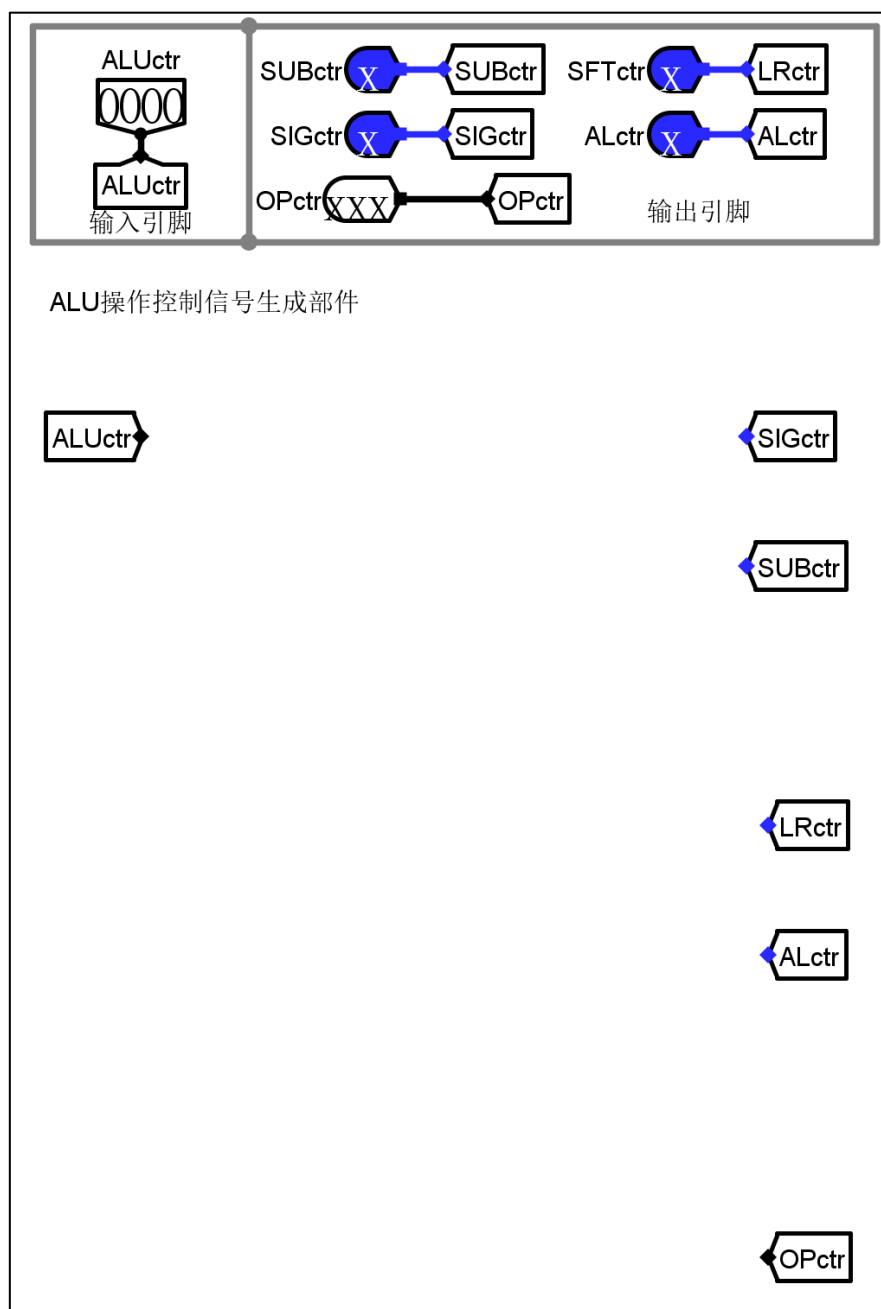 ALUctr
0000
ALUctr
输入引脚
SUBctr X SUBctr
SFTctr X LRctr
SIGctr X SIGctr
ALctr X ALctr
OPctr XXX OPctr
输出引脚
ALU操作控制信号生成部件
ALUctr
SIGctr
SUBctr
LRctr
ALctr
OPctr